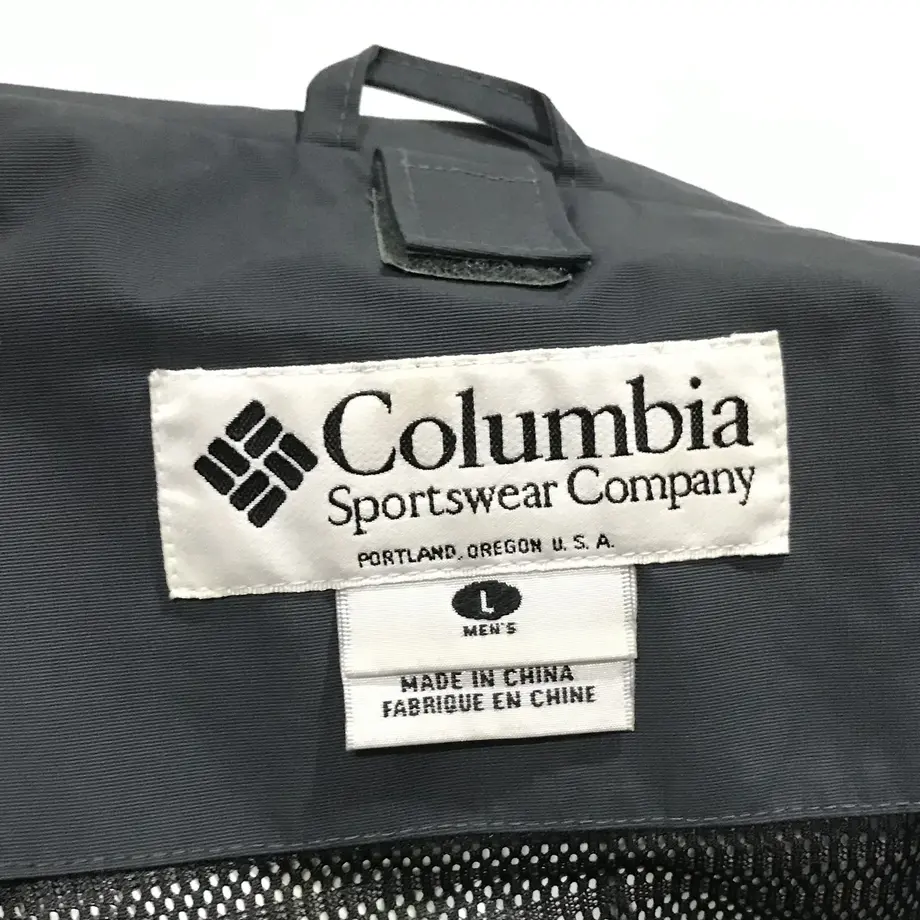 Columbia
Sportswear Company
PORTLAND, OREGON U.S.A.
L
MEN'S
MADE IN CHINA
FABRIQUE EN CHINE